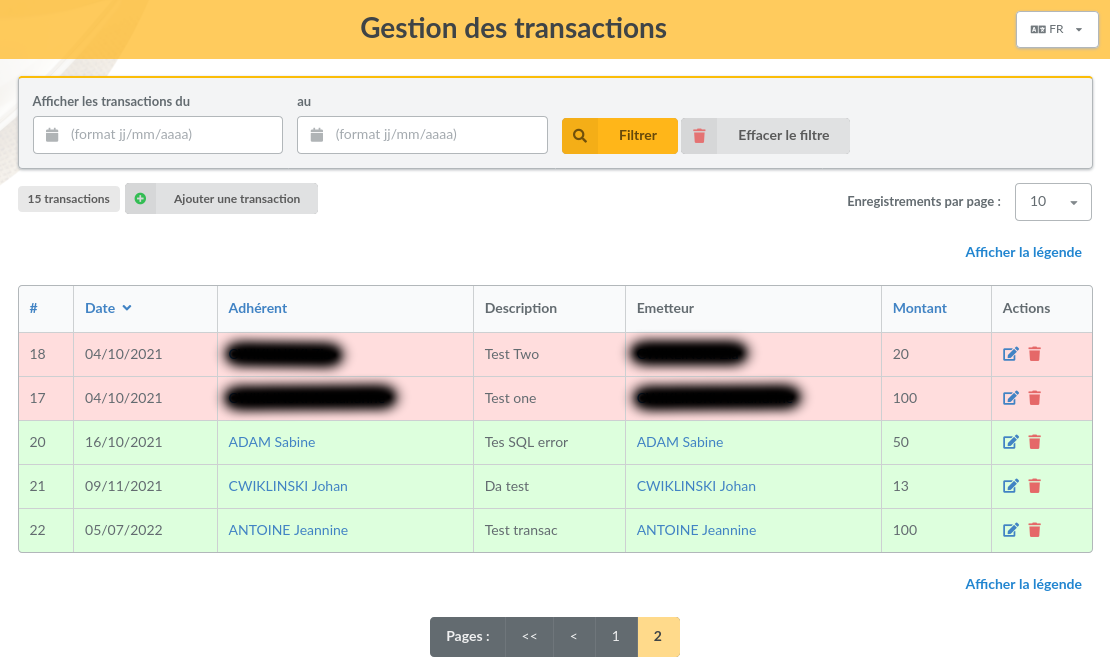 Gestion des transactions
FR
Afficher les transactions du
au
(format jj/mm/aaaa)
(format jj/mm/aaaa)
Filtrer
Effacer le filtre
15 transactions
Ajouter une transaction
Enregistrements par page :
10
Afficher la légende
# Date Adhérent Description Emetteur Montant Actions
18 04/10/2021 Test Two 20
17 04/10/2021 Test one 100
20 16/10/2021 ADAM Sabine Tes SQL error ADAM Sabine 50
21 09/11/2021 CWIKLINSKI Johan Da test CWIKLINSKI Johan 13
22 05/07/2022 ANTOINE Jeannine Test transac ANTOINE Jeannine 100
Afficher la légende
Pages : << < 1 2